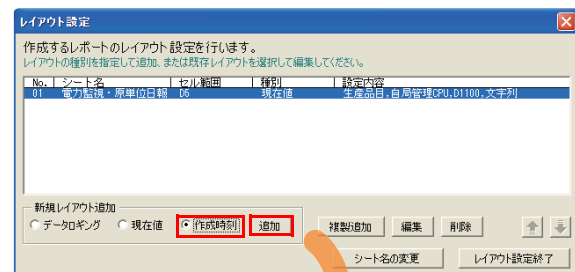 レイアウト設定
作成するレポートのレイアウト設定を行います。
レイアウトの種別を指定して追加、または既存レイアウトを選択して編集してください。
No. シート名 セル範囲 種別 設定内容
01 電力監視・原単位日報 D5 現在値 生産品目,自局管理CPU,D1100,文字列
新規レイアウト追加
データロギング 現在値 作成時刻 追加 複製追加 編集 削除
シート名の変更 レイアウト設定終了